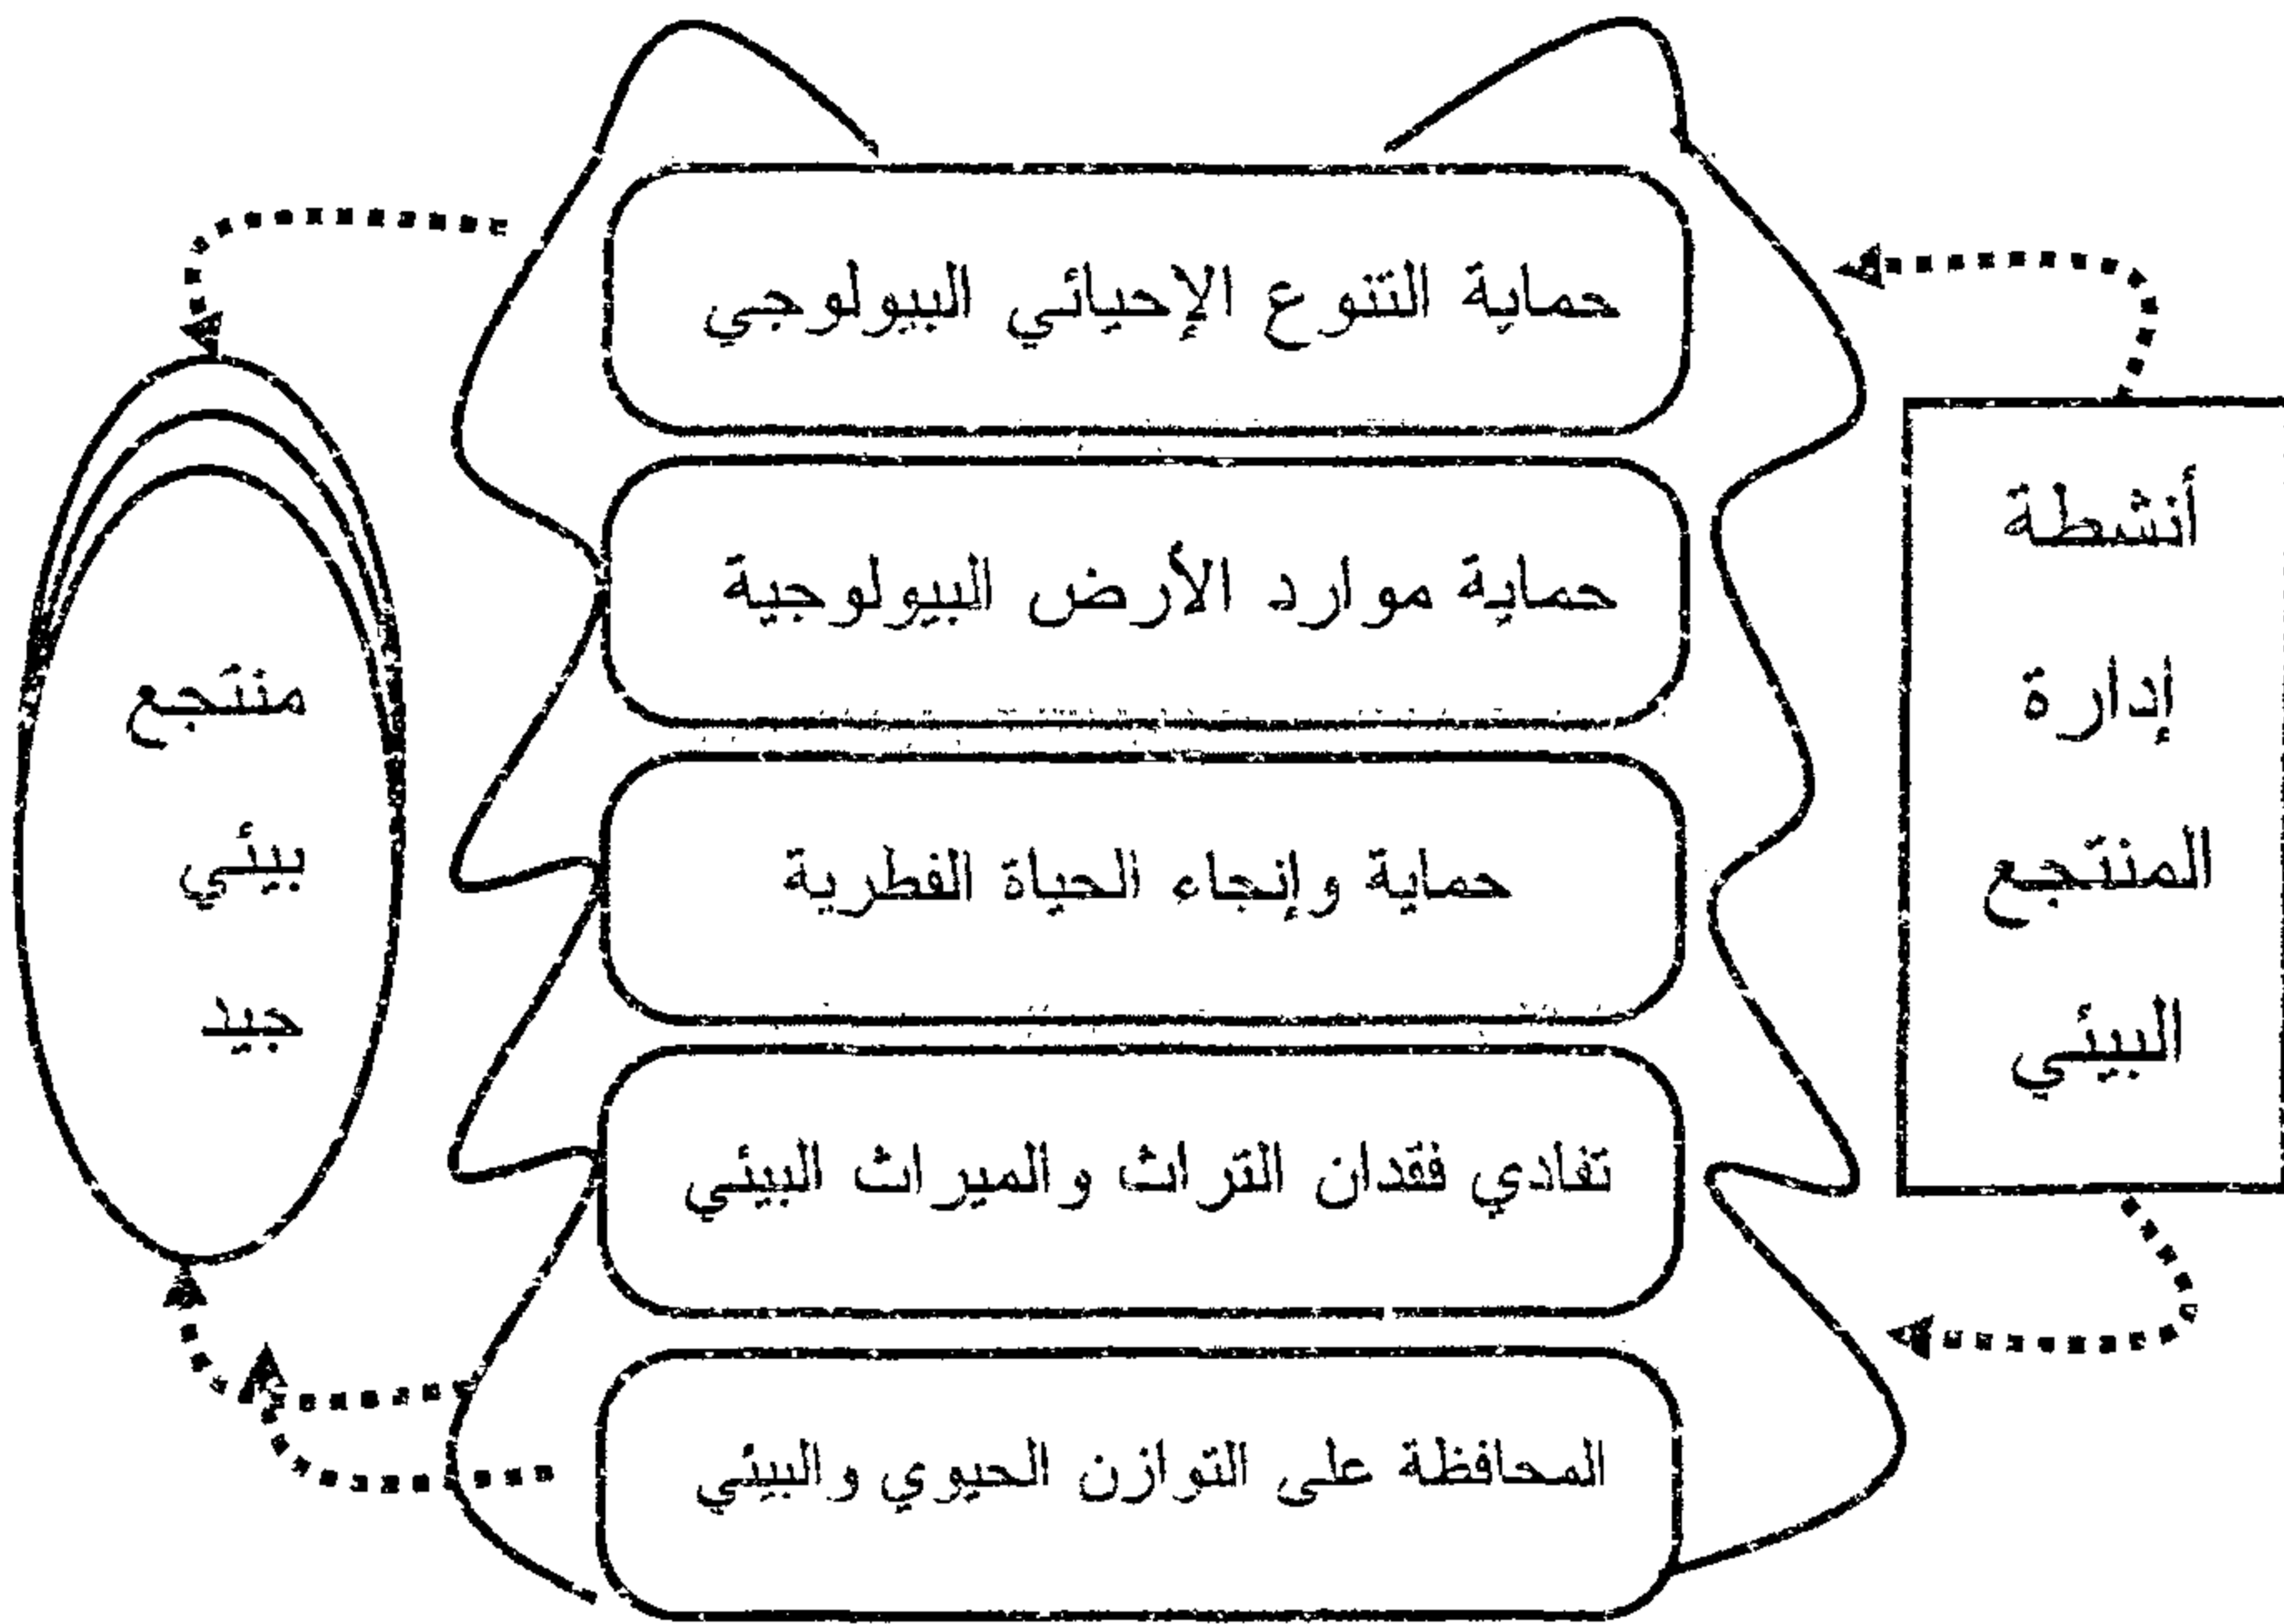 أنشطة
إدارة
المنتجع
البيئي
حماية التنوع الإحيائي البيولوجي
حماية موارد الأرض البيولوجية
حماية وإنجاء الحياة الفطرية
تفادي فقدان التراث والميراث البيئي
المحافظة على التوازن الحيوي والبيئي
منتجع
بيئي
جيد